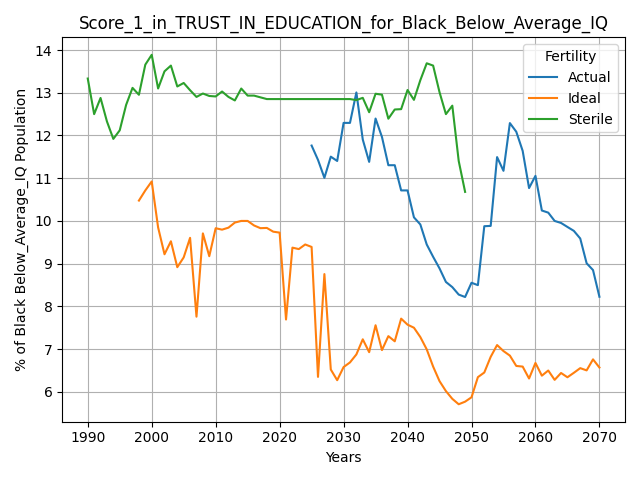 Score_1_in_TRUST_IN_EDUCATION_for_Black_Below_Average_IQ
% of Black Below_Average_IQ Population
14
13
12
11
10
9
8
7
6
Fertility
Actual
Ideal
Sterile
1990 2000 2010 2020 2030 2040 2050 2060 2070
Years